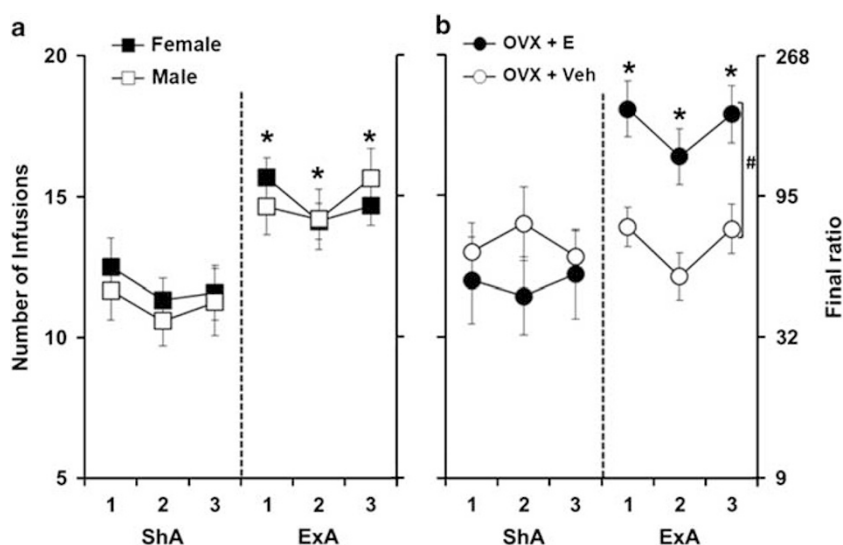 a
Female
Male
20
15
10
5
Number of Infusions
* * *
1 2 3 1 2 3
ShA ExA
b
OVX + E
OVX + Veh
* * *
#
268
95
32
9
Final ratio
1 2 3 1 2 3
ShA ExA